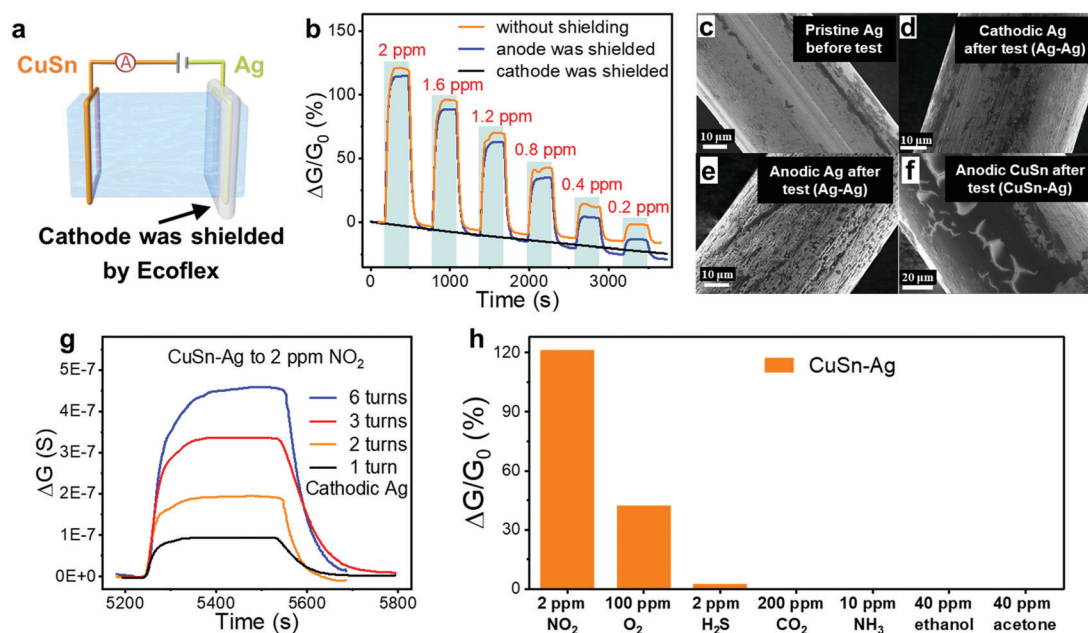 a
CuSn
A
Ag
Cathode was shielded
by Ecoflex
b
ΔG/G₀ (%)
150
100
50
0
-50
without shielding
anode was shielded
cathode was shielded
2 ppm
1.6 ppm
1.2 ppm
0.8 ppm
0.4 ppm
0.2 ppm
0
1000
2000
3000
Time (s)
c
Pristine Ag
before test
10 μm
d
Cathodic Ag
after test (Ag-Ag)
10 μm
e
Anodic Ag after
test (Ag-Ag)
10 μm
f
Anodic CuSn after
test (CuSn-Ag)
20 μm
g
CuSn-Ag to 2 ppm NO₂
ΔG (S)
5E-7
4E-7
3E-7
2E-7
1E-7
0E+0
6 turns
3 turns
2 turns
1 turn
Cathodic Ag
5200
5400
5600
5800
Time (s)
h
CuSn-Ag
ΔG/G₀ (%)
120
90
60
30
0
2 ppm
NO₂
100 ppm
O₂
2 ppm
H₂S
200 ppm
CO₂
10 ppm
NH₃
40 ppm
ethanol
40 ppm
acetone